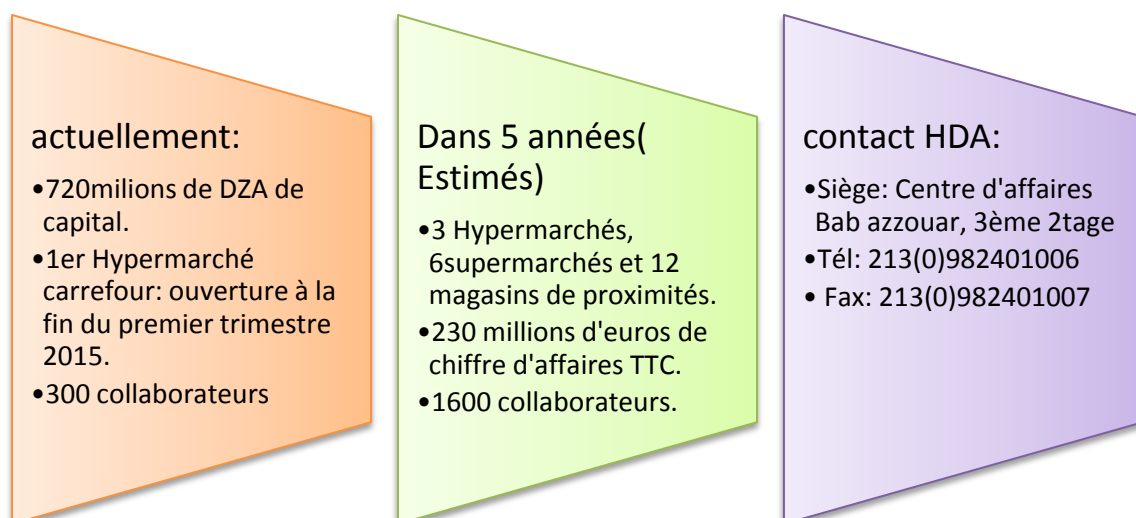 actuellement:
•720milions de DZA de
capital.
•1er Hypermarché
carrefour: ouverture à la
fin du premier trimestre
2015.
•300 collaborateurs
Dans 5 années(
Estimés)
•3 Hypermarchés,
6supermarchés et 12
magasins de proximités.
•230 millions d'euros de
chiffre d'affaires TTC.
•1600 collaborateurs.
contact HDA:
•Siège: Centre d'affaires
Bab azzouar, 3ème 2tage
•Tél: 213(0)982401006
• Fax: 213(0)982401007